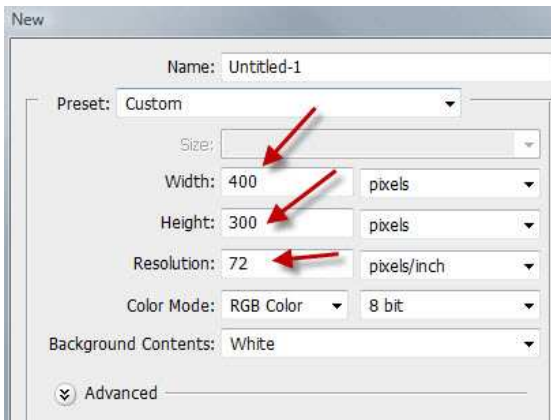 New
Name: Untitled-1
Preset: Custom
Size:
Width: 400 pixels
Height: 300 pixels
Resolution: 72 pixels/inch
Color Mode: RGB Color 8 bit
Background Contents: White
Advanced